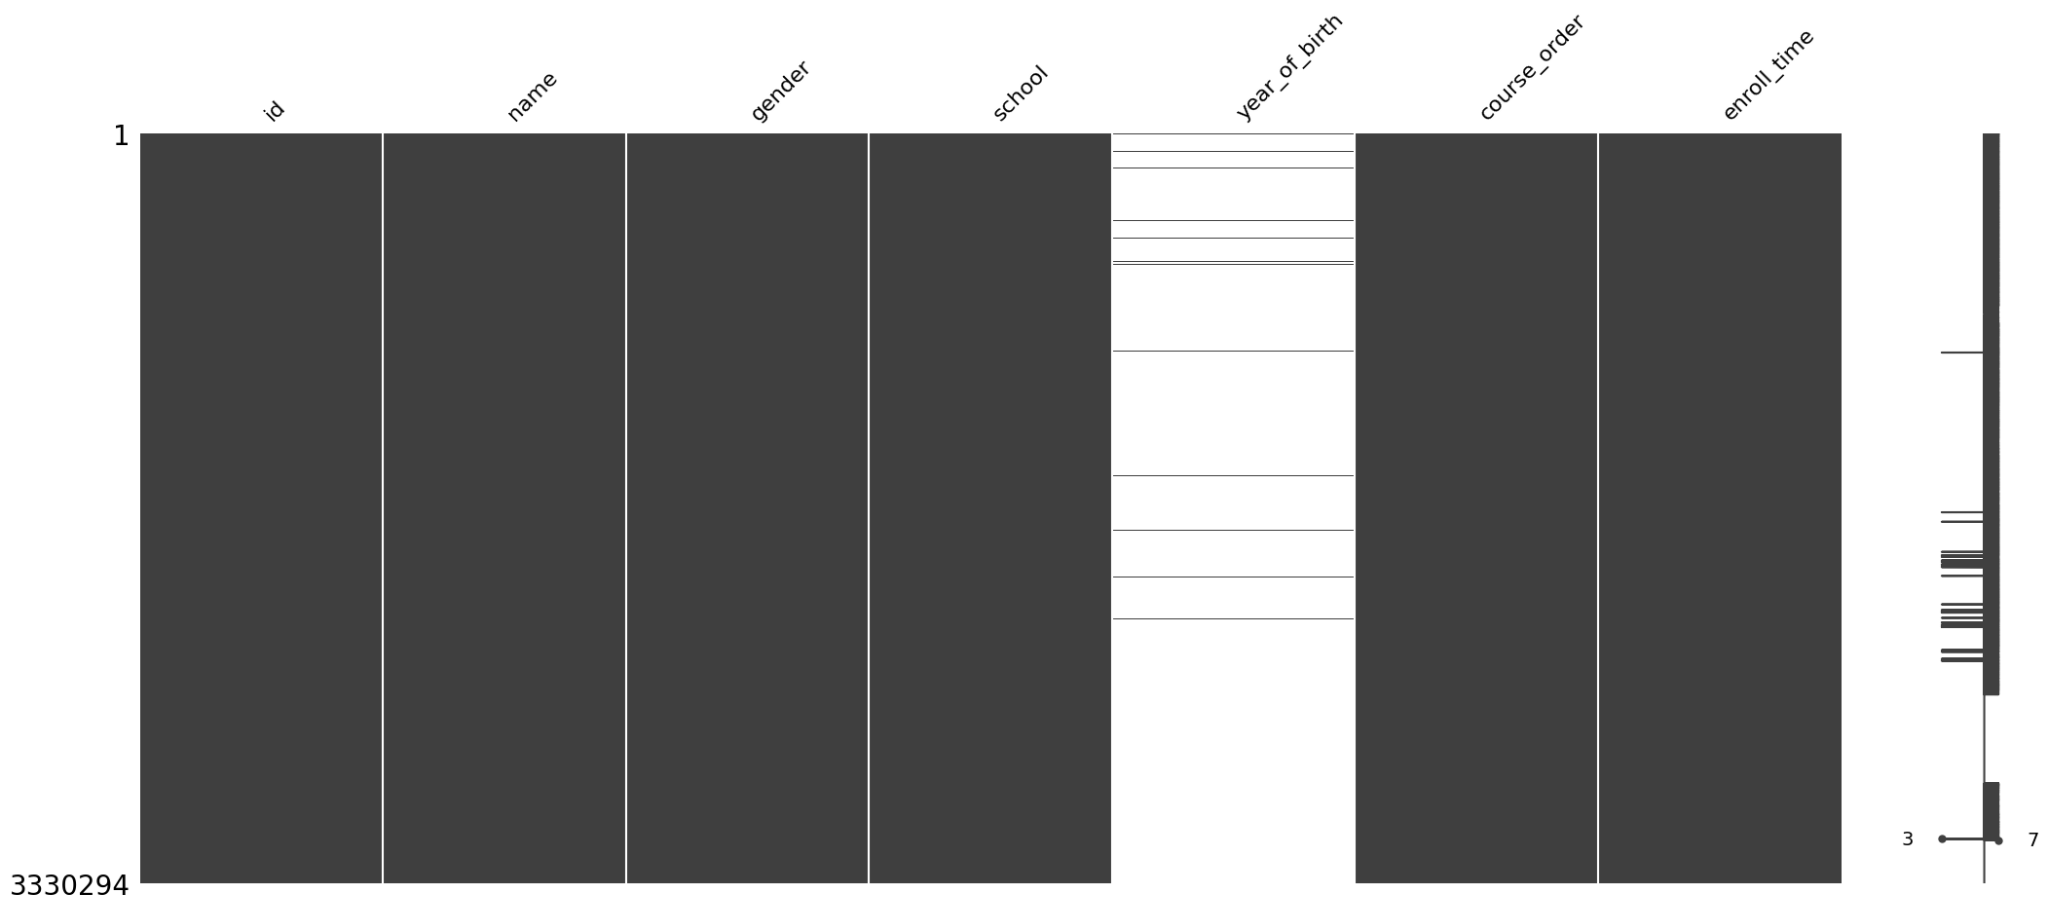 id
name
gender
school
year_of_birth
course_order
enroll_time
1
3330294
3
7